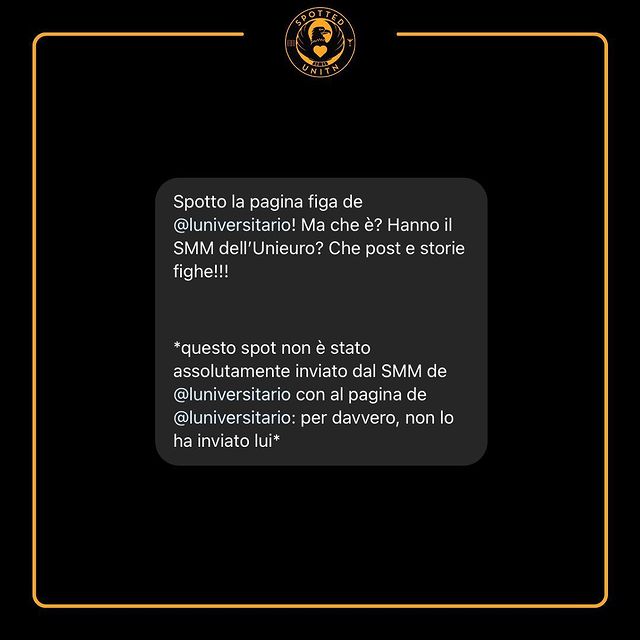 SPOTTED
UNITN
Spotto la pagina figa de
@luniversitario! Ma che è? Hanno il
SMM dell’Unieuro? Che post e storie
fighe!!!
*questo spot non è stato
assolutamente inviato dal SMM de
@luniversitario con al pagina de
@luniversitario: per davvero, non lo
ha inviato lui*